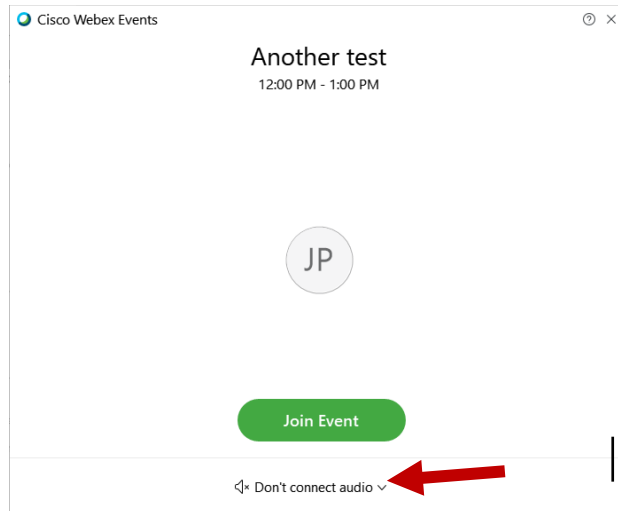 Cisco Webex Events
Another test
12:00 PM - 1:00 PM
JP
Join Event
Don't connect audio